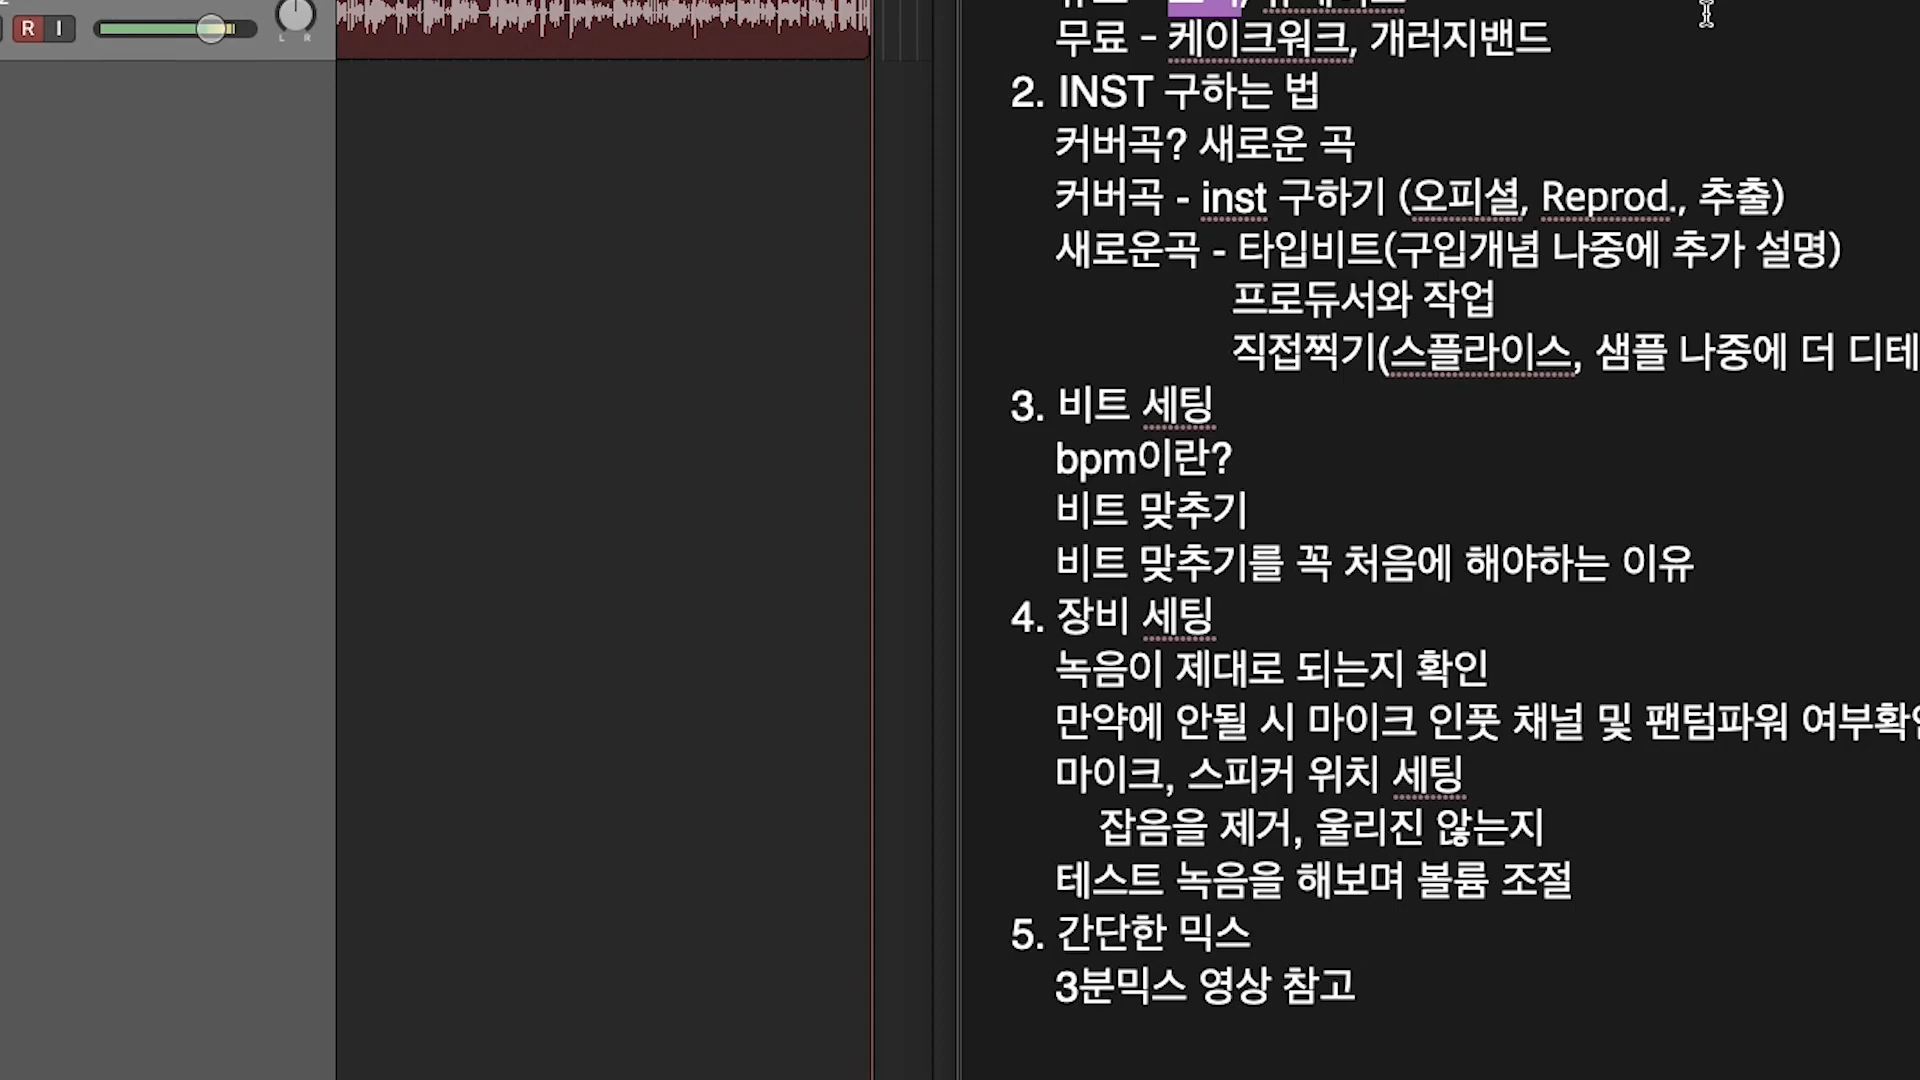 R I
L R
무료 - 케이크워크, 개러지밴드
2. INST 구하는 법
커버곡? 새로운 곡
커버곡 - inst 구하기 (오피셜, Reprod., 추출)
새로운곡 - 타입비트(구입개념 나중에 추가 설명)
프로듀서와 작업
직접찍기(스플라이스, 샘플 나중에 더 디테
3. 비트 세팅
bpm이란?
비트 맞추기
비트 맞추기를 꼭 처음에 해야하는 이유
4. 장비 세팅
녹음이 제대로 되는지 확인
만약에 안될 시 마이크 인풋 채널 및 팬텀파워 여부확인
마이크, 스피커 위치 세팅
잡음을 제거, 울리진 않는지
테스트 녹음을 해보며 볼륨 조절
5. 간단한 믹스
3분믹스 영상 참고